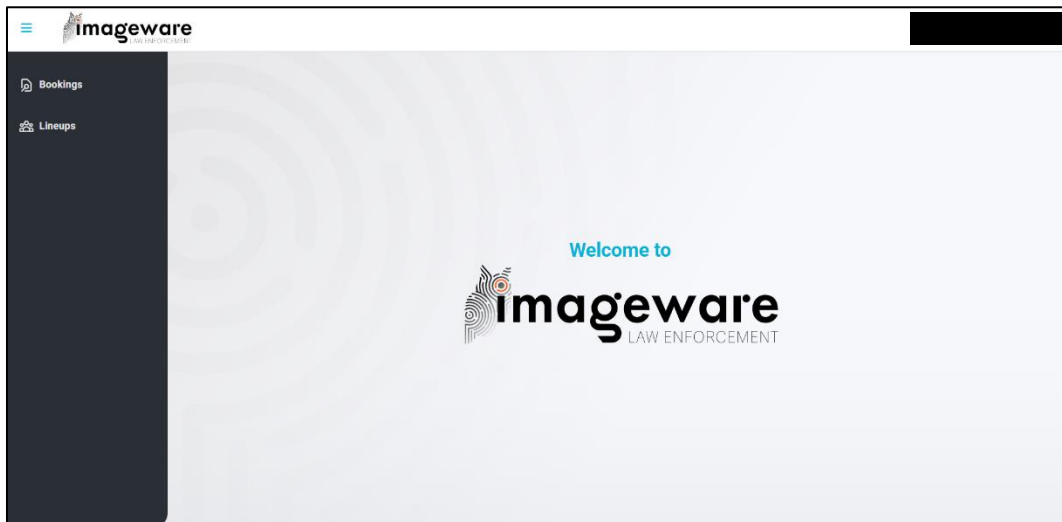 imageware
LAW ENFORCEMENT
Bookings
Lineups
Welcome to
imageware
LAW ENFORCEMENT